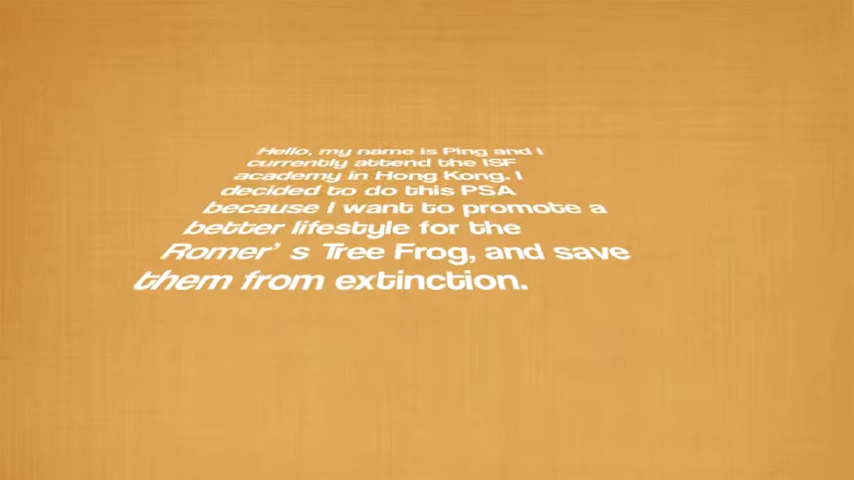 Hello, my name is Ping and I
currently attend the ISF
academy in Hong Kong. I
decided to do this PSA
because I want to promote a
better lifestyle for the
Romer's Tree Frog, and save
them from extinction.